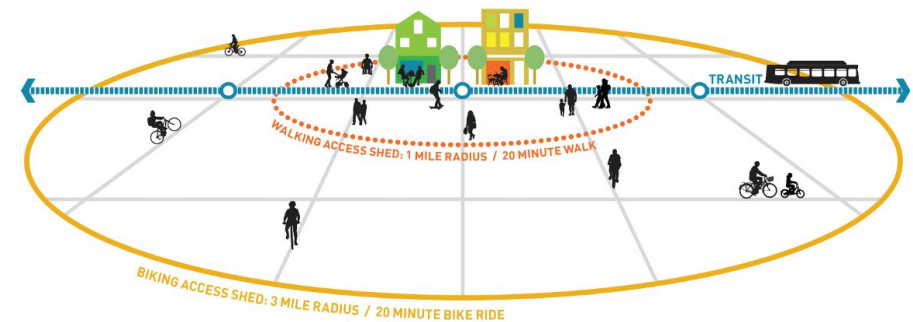 TRANSIT
WALKING ACCESS SHED: 1 MILE RADIUS / 20 MINUTE WALK
BIKING ACCESS SHED: 3 MILE RADIUS / 20 MINUTE BIKE RIDE